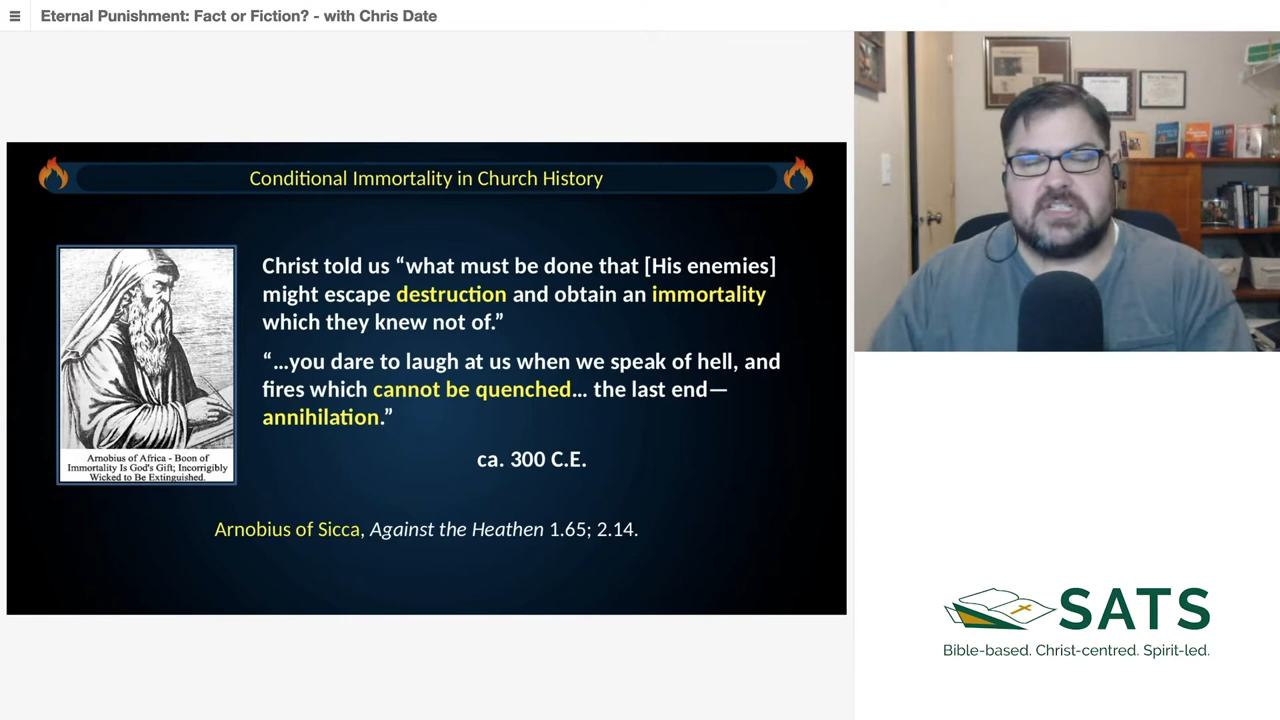 Eternal Punishment: Fact or Fiction? - with Chris Date
Conditional Immortality in Church History
Christ told us “what must be done that [His enemies]
might escape destruction and obtain an immortality
which they knew not of.”
“…you dare to laugh at us when we speak of hell, and
fires which cannot be quenched… the last end—
annihilation.”
ca. 300 C.E.
Arnobius of Africa - Boon of
Immortality Is God's Gift; Incorrigibly
Wicked to Be Extinguished.
Arnobius of Sicca, Against the Heathen 1.65; 2.14.
SATS
Bible-based. Christ-centred. Spirit-led.